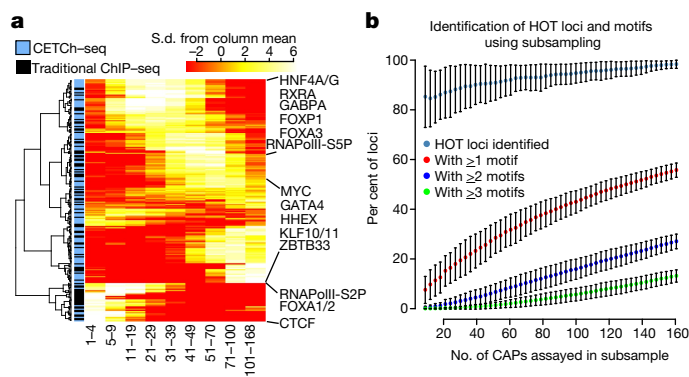 a
CETCh–seq
Traditional ChIP–seq
S.d. from column mean
−2 0 2 4 6
HNF4A/G
RXRA
GABPA
FOXP1
FOXA3
RNAPolII-S5P
MYC
GATA4
HHEX
KLF10/11
ZBTB33
RNAPolII-S2P
FOXA1/2
CTCF
1–4
5–9
11–19
21–29
31–39
41–49
51–70
71–100
101–168
b
Identification of HOT loci and motifs
using subsampling
Per cent of loci
100
80
60
40
20
0
HOT loci identified
With ≥1 motif
With ≥2 motifs
With ≥3 motifs
20 40 60 80 100 120 140 160
No. of CAPs assayed in subsample